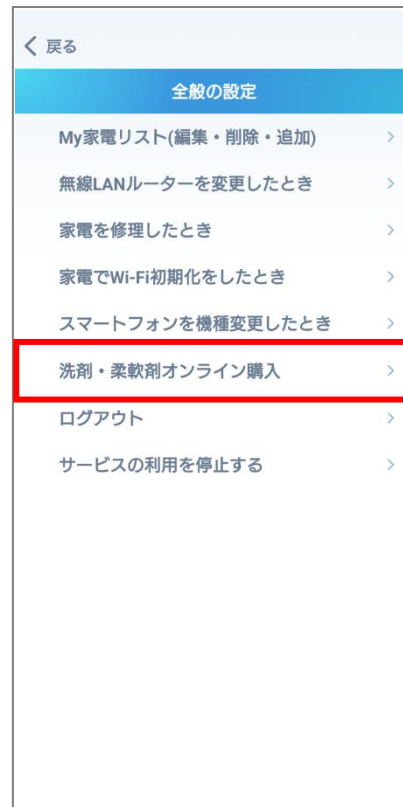 戻る
全般の設定
My家電リスト(編集・削除・追加)
無線LANルーターを変更したとき
家電を修理したとき
家電でWi-Fi初期化をしたとき
スマートフォンを機種変更したとき
洗剤・柔軟剤オンライン購入
ログアウト
サービスの利用を停止する